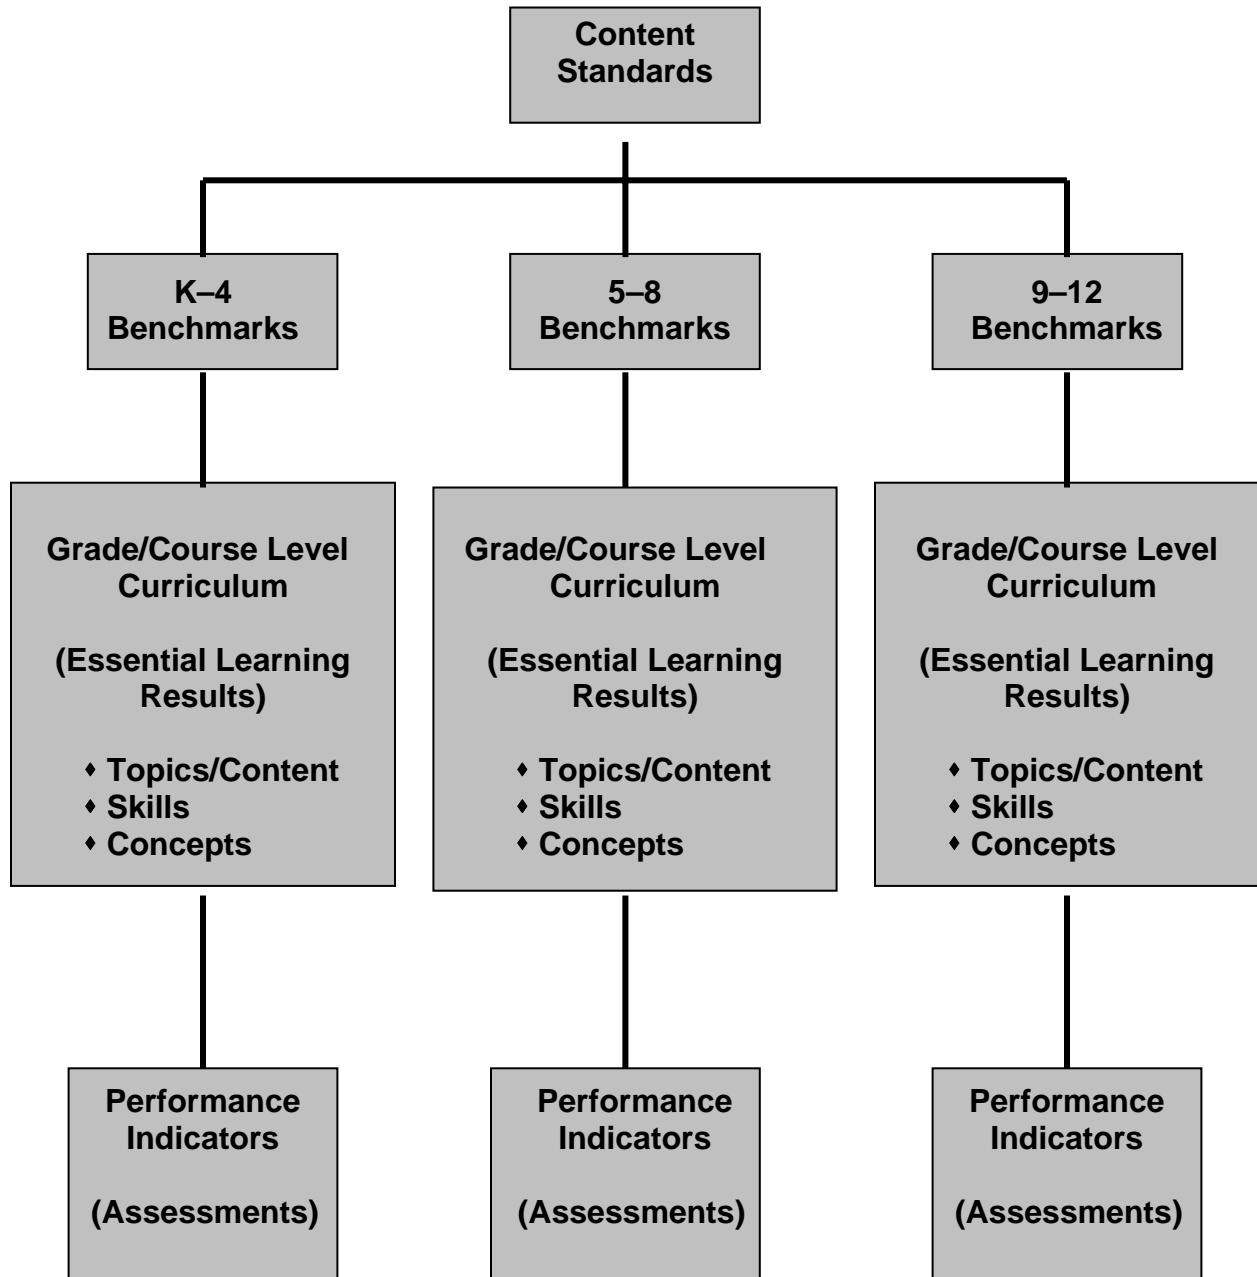 Content
Standards
K–4
Benchmarks
5–8
Benchmarks
9–12
Benchmarks
Grade/Course Level
Curriculum
(Essential Learning
Results)
♦ Topics/Content
♦ Skills
♦ Concepts
Grade/Course Level
Curriculum
(Essential Learning
Results)
♦ Topics/Content
♦ Skills
♦ Concepts
Grade/Course Level
Curriculum
(Essential Learning
Results)
♦ Topics/Content
♦ Skills
♦ Concepts
Performance
Indicators
(Assessments)
Performance
Indicators
(Assessments)
Performance
Indicators
(Assessments)